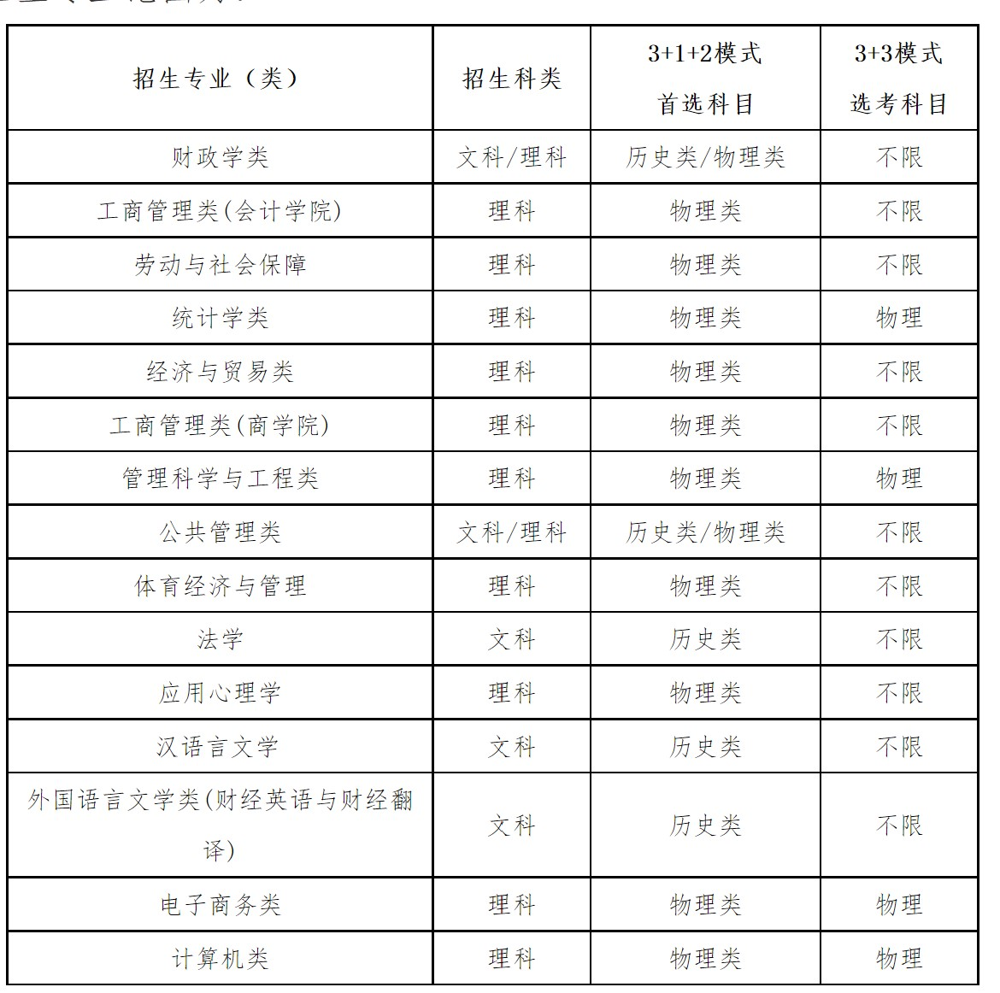 招生专业（类） 招生科类 3+1+2模式 3+3模式
首选科目 选考科目
财政学类 文科/理科 历史类/物理类 不限
工商管理类(会计学院) 理科 物理类 不限
劳动与社会保障 理科 物理类 不限
统计学类 理科 物理类 物理
经济与贸易类 理科 物理类 不限
工商管理类(商学院) 理科 物理类 不限
管理科学与工程类 理科 物理类 物理
公共管理类 文科/理科 历史类/物理类 不限
体育经济与管理 理科 物理类 不限
法学 文科 历史类 不限
应用心理学 理科 物理类 不限
汉语言文学 文科 历史类 不限
外国语言文学类(财经英语与财经翻
译) 文科 历史类 不限
电子商务类 理科 物理类 物理
计算机类 理科 物理类 物理